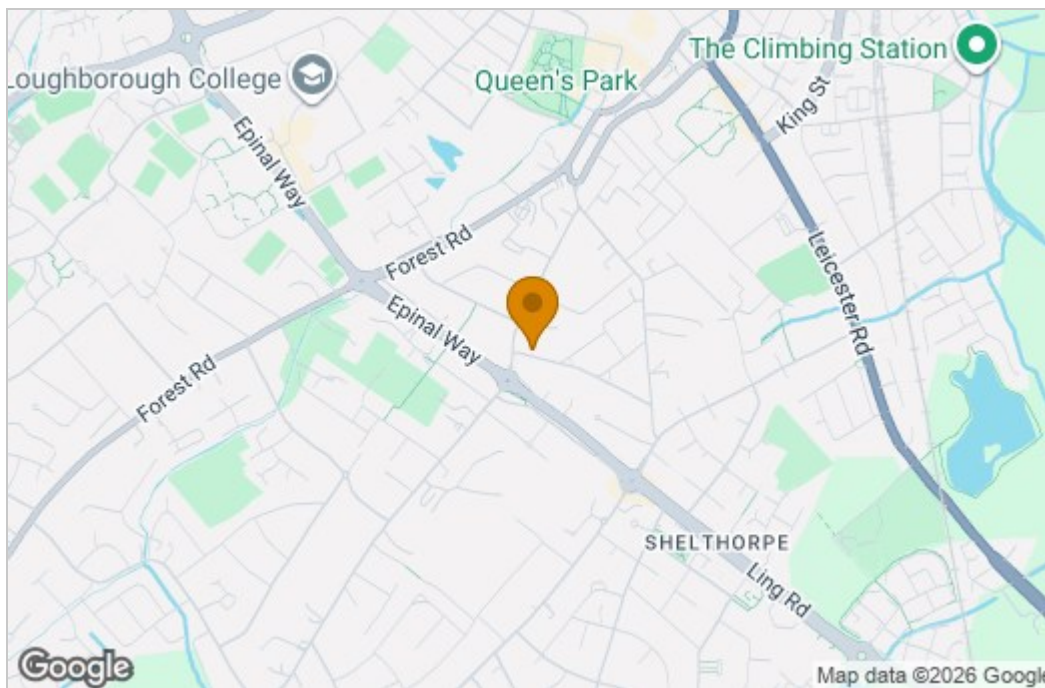 The Climbing Station
Loughborough College
Queen's Park
King St
Epinal Way
Forest Rd
Leicester Rd
Epinal Way
Forest Rd
SHELTHORPE
Ling Rd
Google
Map data ©2026 Google